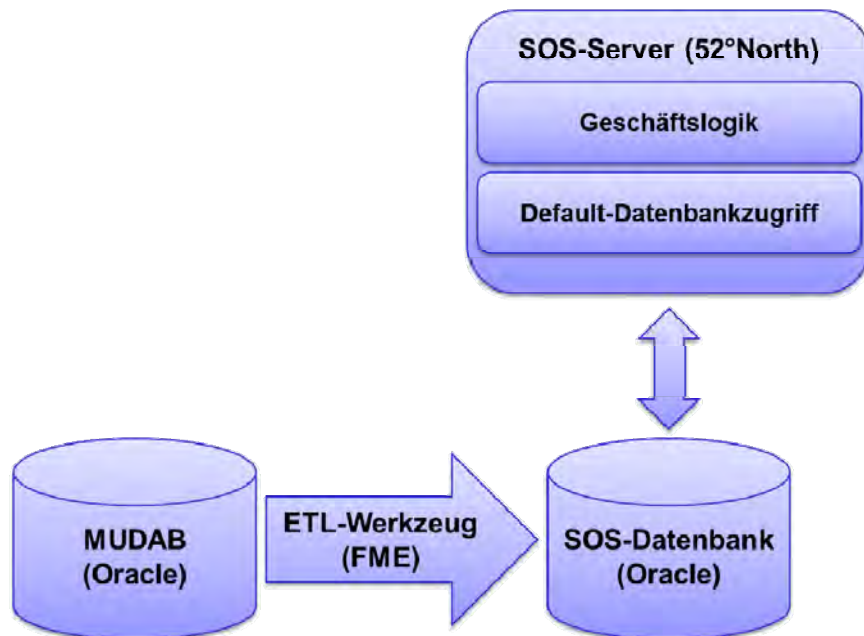 SOS-Server (52°North)
Geschäftslogik
Default-Datenbankzugriff
MUDAB
(Oracle)
ETL-Werkzeug
(FME)
SOS-Datenbank
(Oracle)